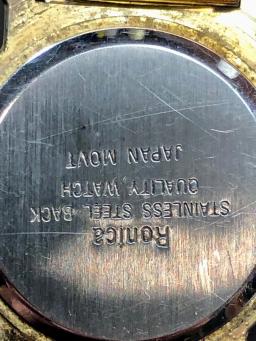 Ronica
STAINLESS STEEL BACK
QUALITY WATCH
JAPAN MOVT